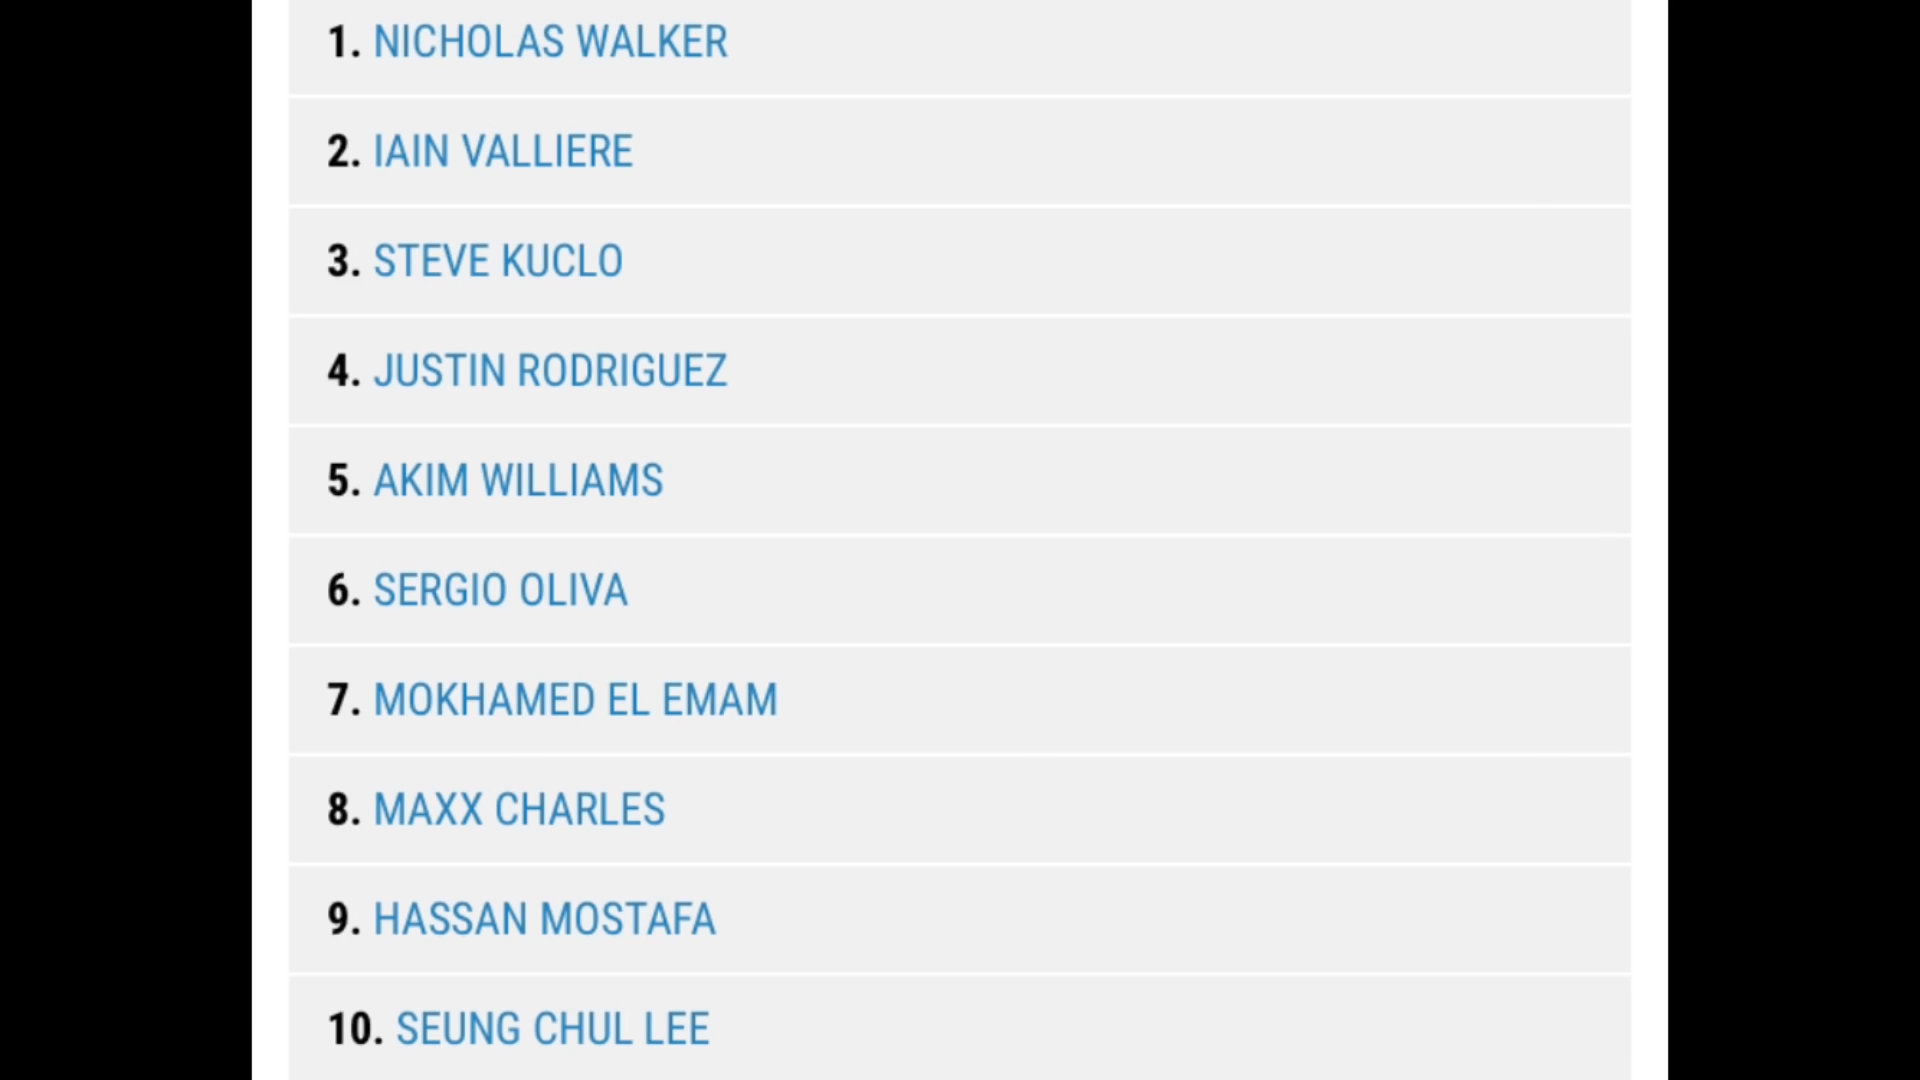 1. NICHOLAS WALKER
2. IAIN VALLIERE
3. STEVE KUCLO
4. JUSTIN RODRIGUEZ
5. AKIM WILLIAMS
6. SERGIO OLIVA
7. MOKHAMED EL EMAM
8. MAXX CHARLES
9. HASSAN MOSTAFA
10. SEUNG CHUL LEE